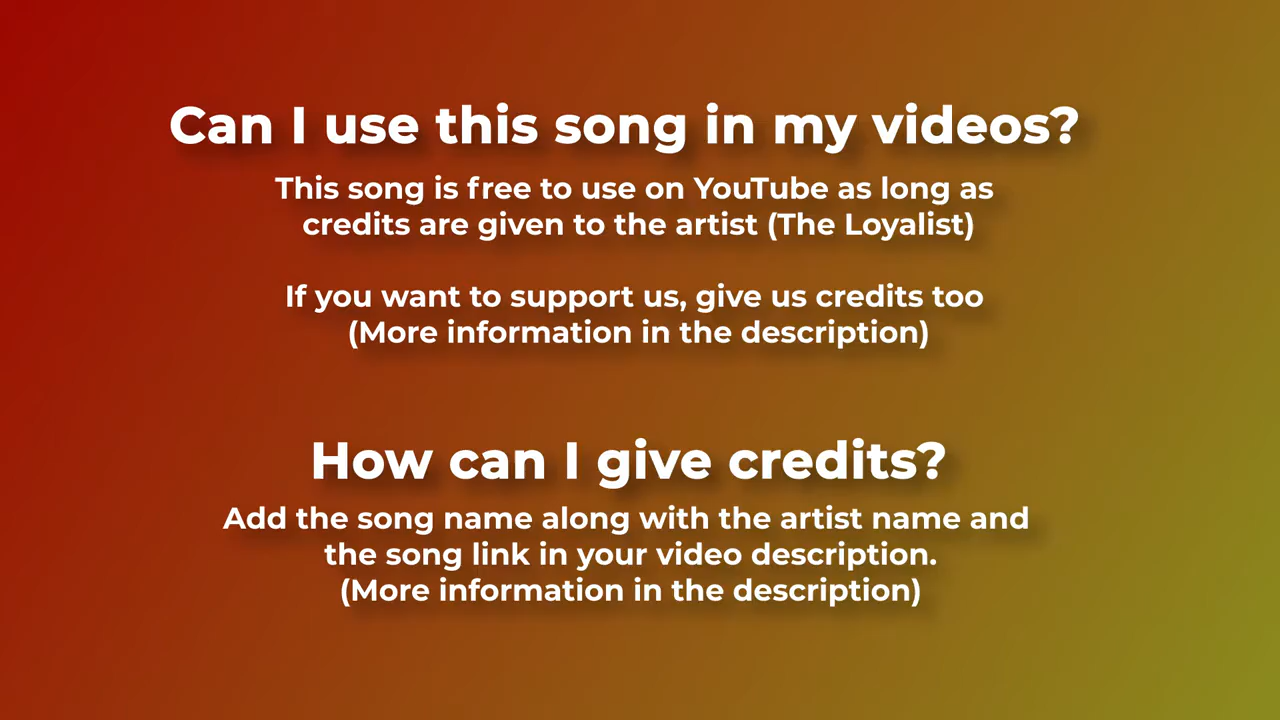 Can I use this song in my videos?
This song is free to use on YouTube as long as
credits are given to the artist (The Loyalist)
If you want to support us, give us credits too
(More information in the description)
How can I give credits?
Add the song name along with the artist name and
the song link in your video description.
(More information in the description)